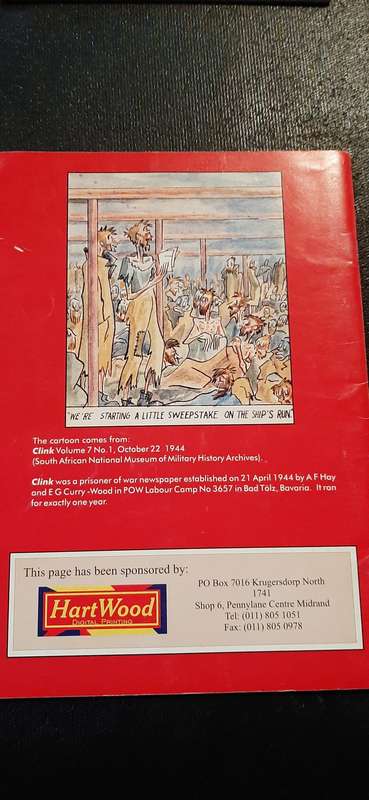 "WE'RE STARTING A LITTLE SWEEPSTAKE ON THE SHIP'S RUN"
The cartoon comes from:
Clink Volume 7 No. 1, October 22 1944
(South African National Museum of Military History Archives).
Clink was a prisoner of war newspaper established on 21 April 1944 by A F Hay
and E G Curry-Wood in POW Labour Camp No 3657 in Bad Tölz, Bavaria. It ran
for exactly one year.
This page has been sponsored by:
HartWood
DIGITAL PRINTING
PO Box 7016 Krugersdorp North
1741
Shop 6, Pennylane Centre Midrand
Tel: (011) 805 1051
Fax: (011) 805 0978